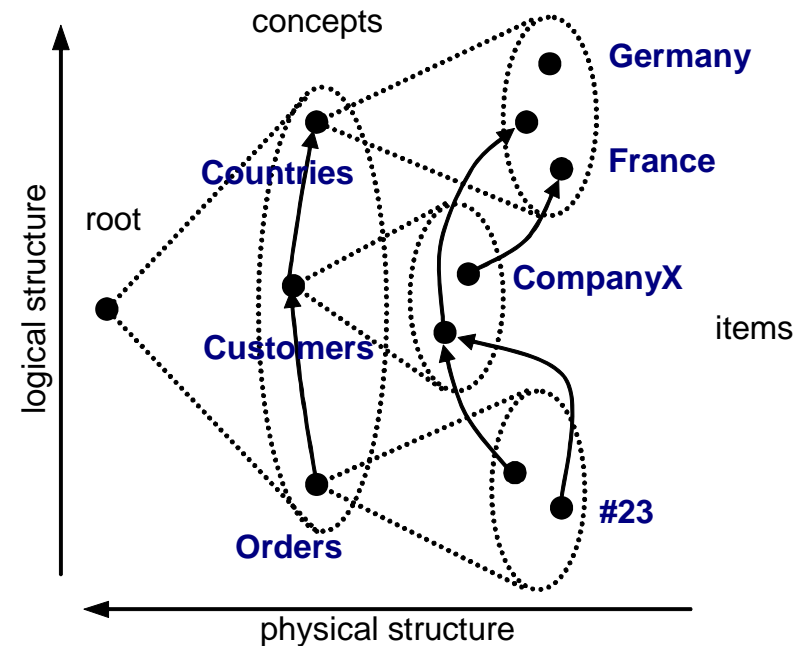 concepts
Germany
France
Countries
root
CompanyX
items
Customers
logical structure
#23
Orders
physical structure